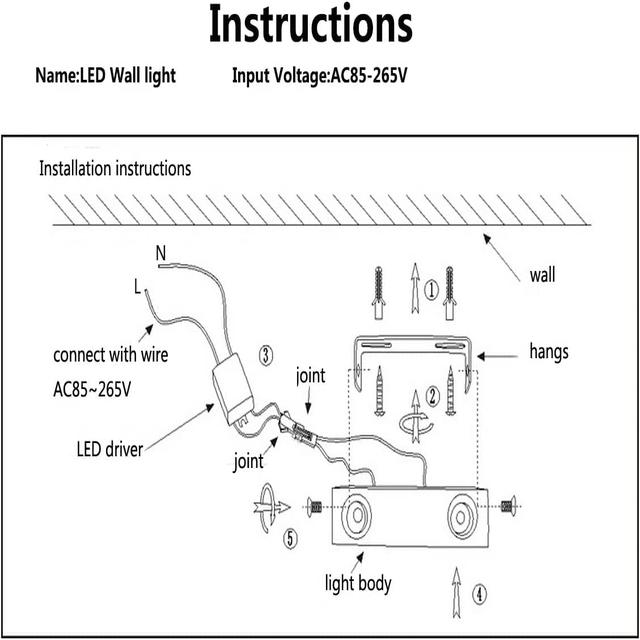 Instructions
Name:LED Wall light Input Voltage:AC85-265V
Installation instructions
N
wall
L
①
connect with wire
③
hangs
AC85~265V
joint
②
LED driver
joint
⑤
light body
④